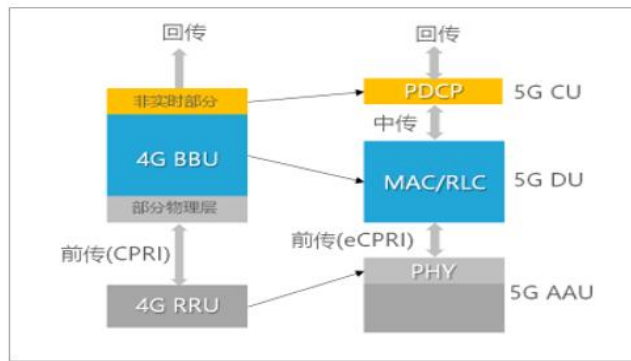 回传
非实时部分
4G BBU
部分物理层
前传(CPRI)
4G RRU
回传
PDCP
5G CU
中传
MAC/RLC
5G DU
前传(eCPRI)
PHY
5G AAU